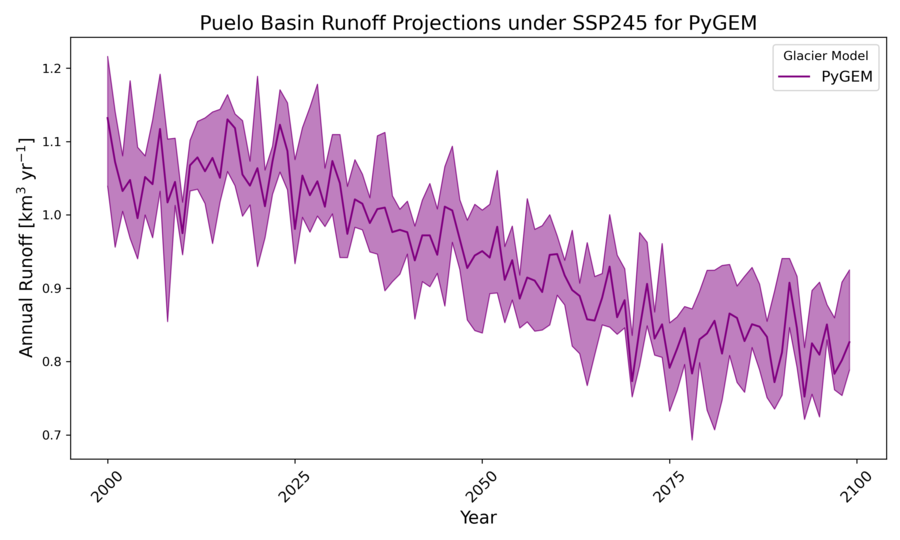 Puelo Basin Runoff Projections under SSP245 for PyGEM
Glacier Model
PyGEM
Annual Runoff [km³ yr⁻¹]
1.2
1.1
1.0
0.9
0.8
0.7
2000
2025
2050
2075
2100
Year